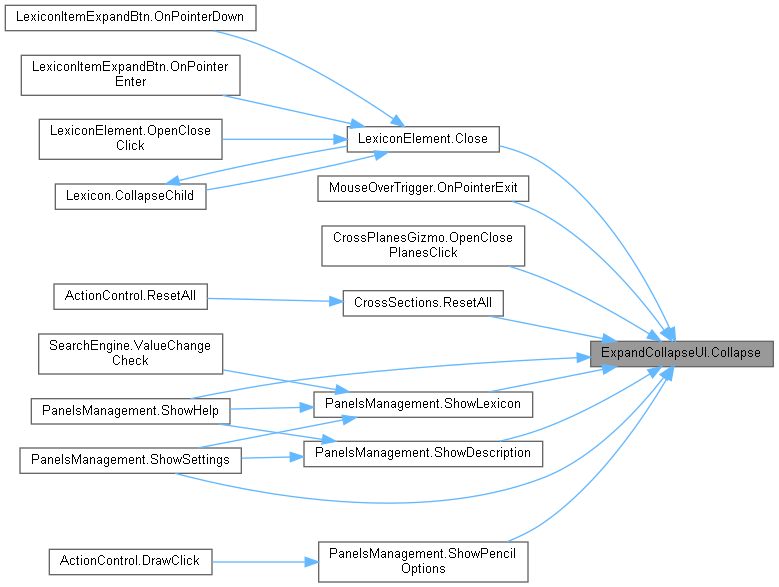 LexiconItemExpandBtn.OnPointerDown
LexiconItemExpandBtn.OnPointer
Enter
LexiconElement.OpenClose
Click
Lexicon.CollapseChild
LexiconElement.Close
MouseOverTrigger.OnPointerExit
CrossPlanesGizmo.OpenClose
PlanesClick
ActionControl.ResetAll
CrossSections.ResetAll
SearchEngine.ValueChange
Check
ExpandCollapseUI.Collapse
PanelsManagement.ShowHelp
PanelsManagement.ShowLexicon
PanelsManagement.ShowSettings
PanelsManagement.ShowDescription
ActionControl.DrawClick
PanelsManagement.ShowPencil
Options